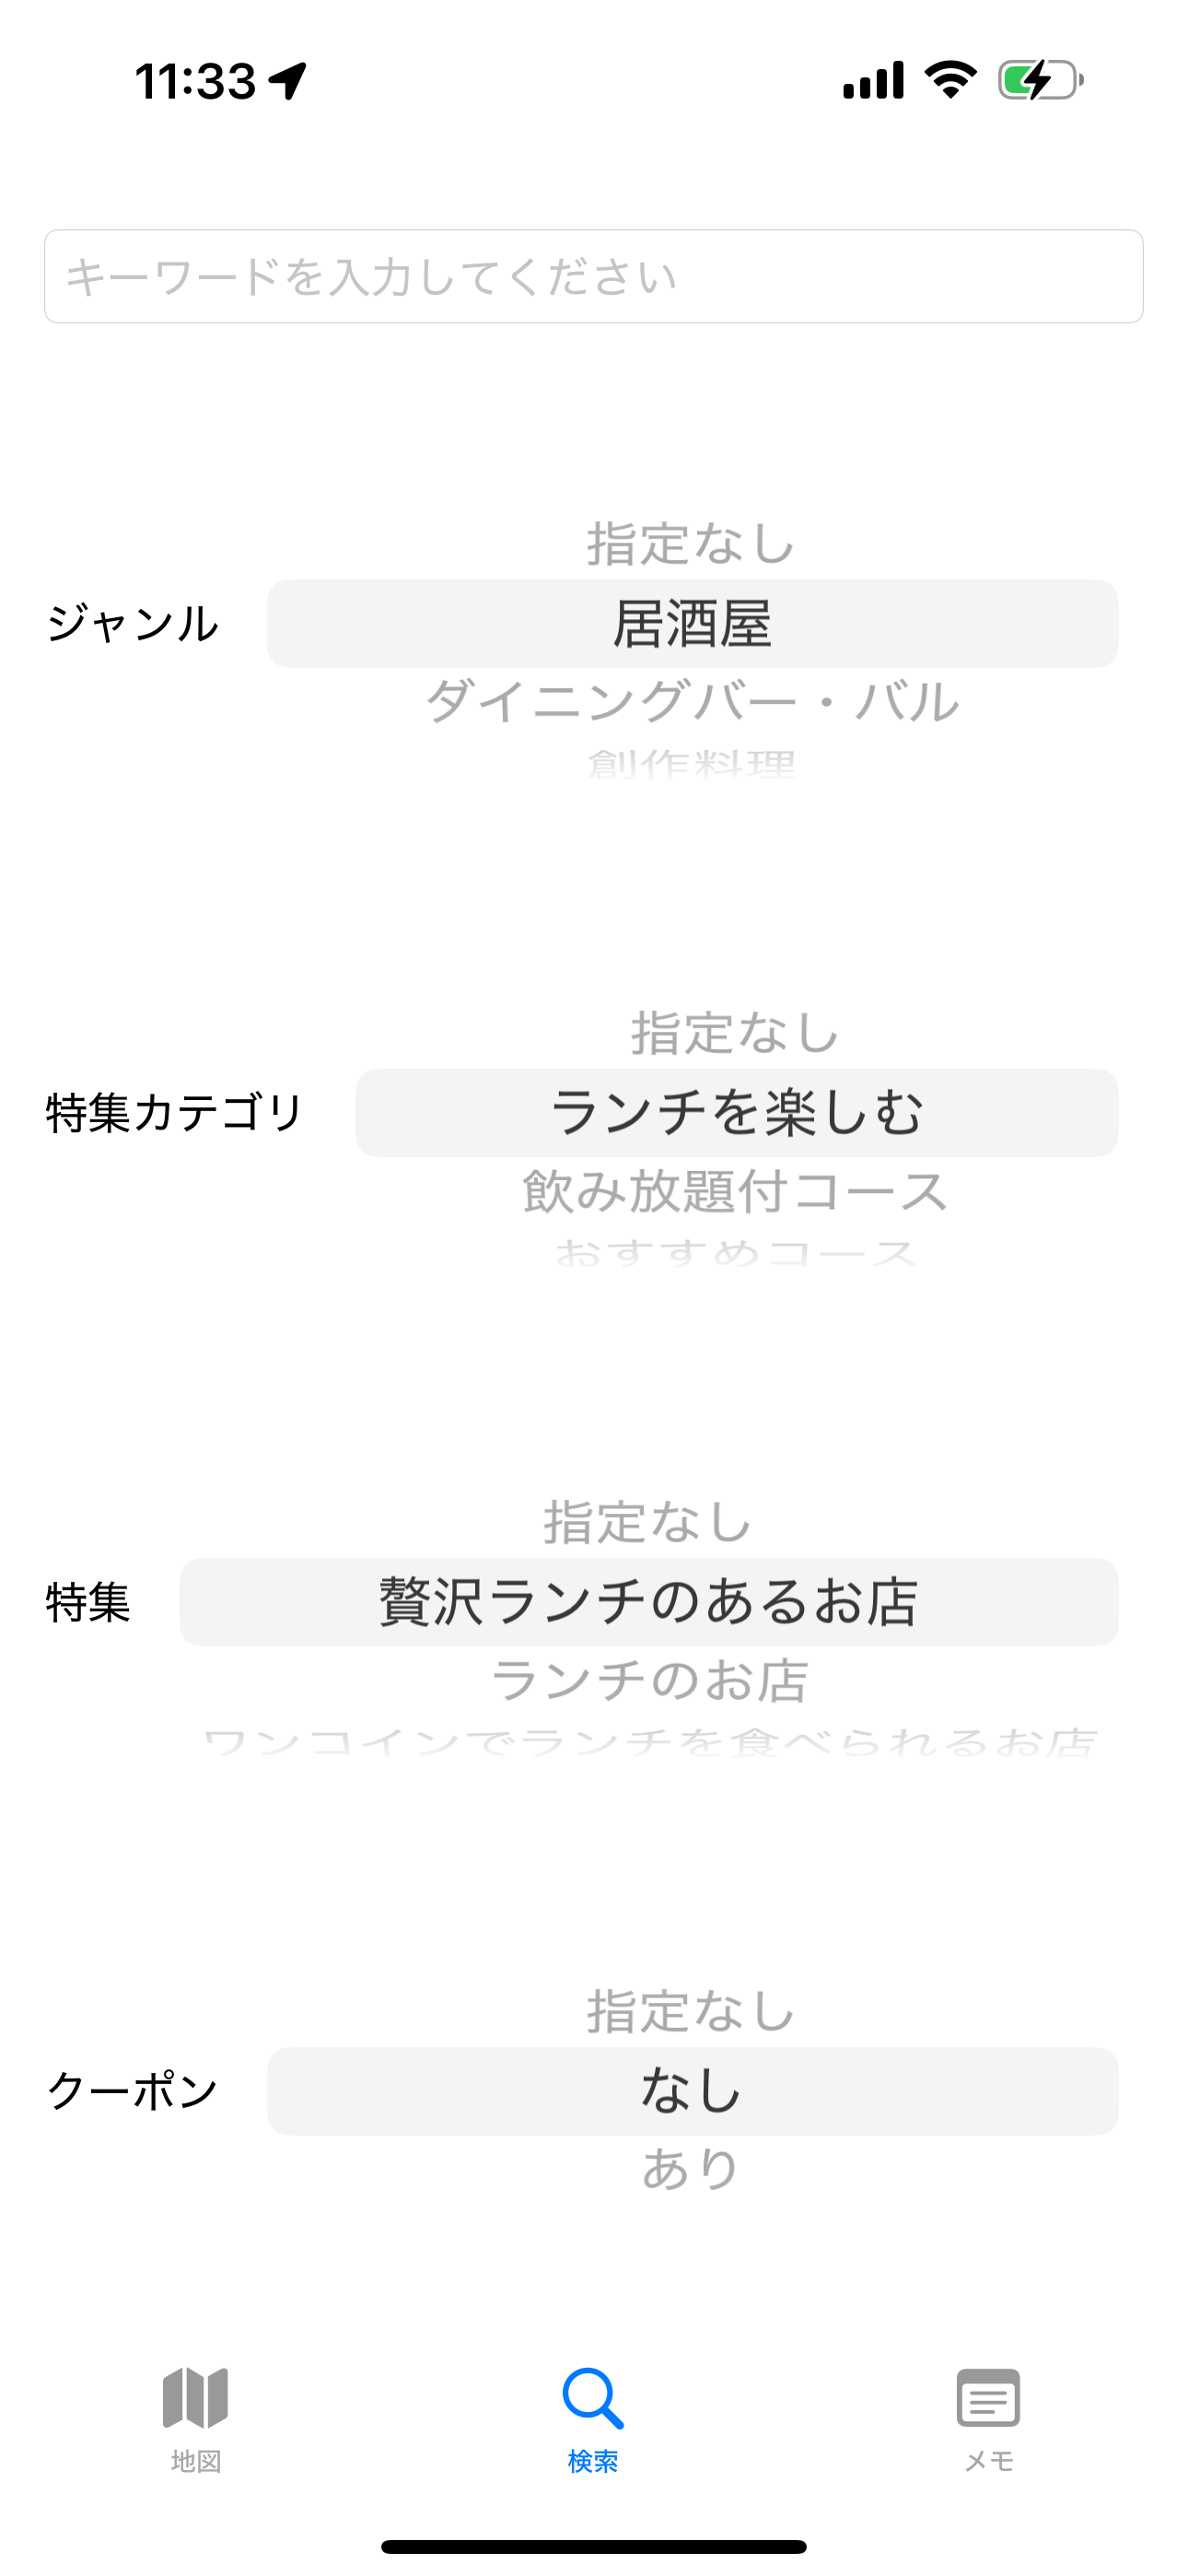 11:33
キーワードを入力してください
指定なし
ジャンル 居酒屋
ダイニングバー・バル
創作料理
指定なし
特集カテゴリ ランチを楽しむ
飲み放題付コース
おすすめコース
指定なし
特集 贅沢ランチのあるお店
ランチのお店
ワンコインでランチを食べられるお店
指定なし
クーポン なし
あり
地図 検索 メモ